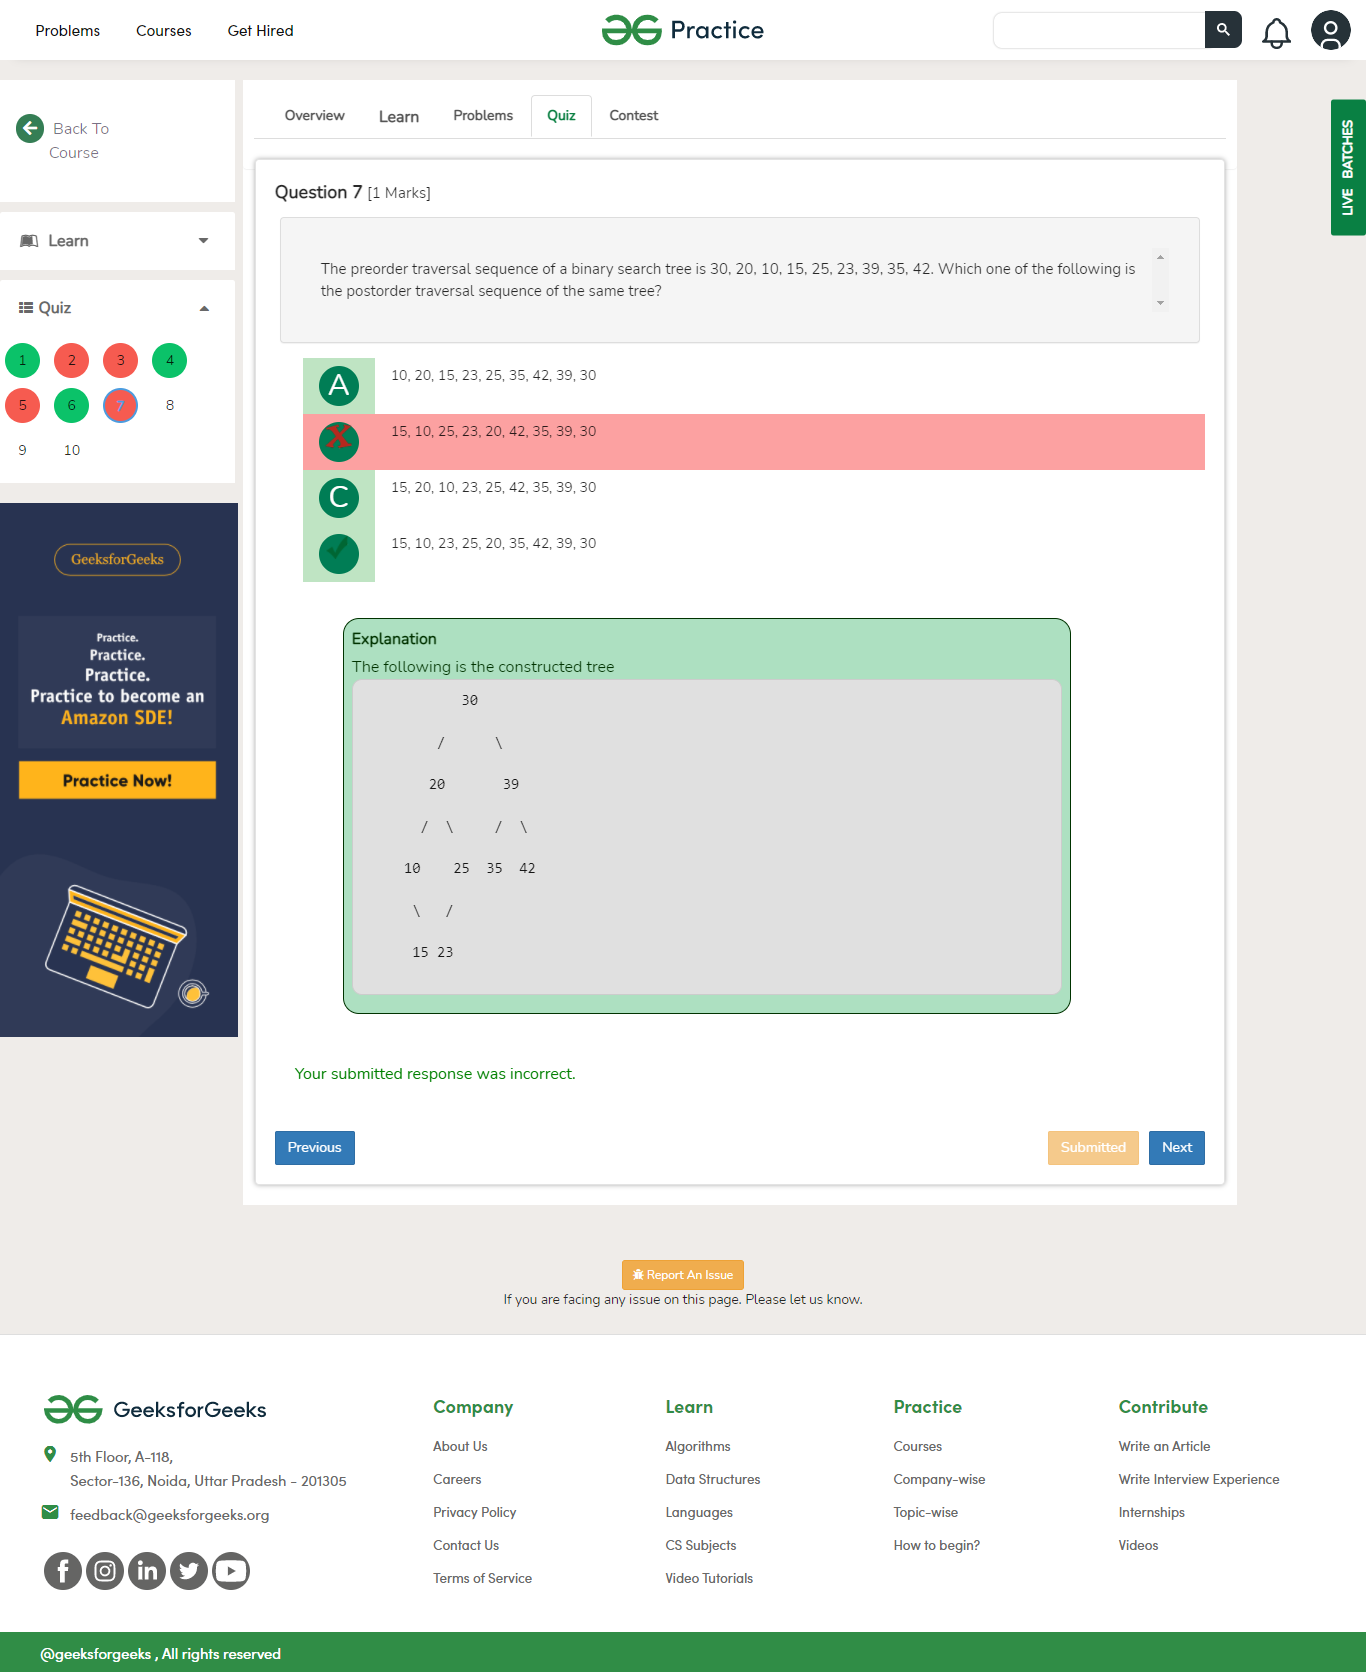 Problems Courses Get Hired
Practice
Back To
Course
Learn
Quiz
1 2 3 4
5 6 7 8
9 10
GeeksforGeeks
Practice.
Practice.
Practice.
Practice to become an
Amazon SDE!
Practice Now!
Overview Learn Problems Quiz Contest
LIVE BATCHES
Question 7 [1 Marks]
The preorder traversal sequence of a binary search tree is 30, 20, 10, 15, 25, 23, 39, 35, 42. Which one of the following is
the postorder traversal sequence of the same tree?
A 10, 20, 15, 23, 25, 35, 42, 39, 30
X 15, 10, 25, 23, 20, 42, 35, 39, 30
C 15, 20, 10, 23, 25, 42, 35, 39, 30
15, 10, 23, 25, 20, 35, 42, 39, 30
Explanation
The following is the constructed tree
30
/ \
20 39
/ \ / \
10 25 35 42
\ /
15 23
Your submitted response was incorrect.
Previous Submitted Next
Report An Issue
If you are facing any issue on this page. Please let us know.
GeeksforGeeks
5th Floor, A-118,
Sector-136, Noida, Uttar Pradesh - 201305
feedback@geeksforgeeks.org
Company
About Us
Careers
Privacy Policy
Contact Us
Terms of Service
Learn
Algorithms
Data Structures
Languages
CS Subjects
Video Tutorials
Practice
Courses
Company-wise
Topic-wise
How to begin?
Contribute
Write an Article
Write Interview Experience
Internships
Videos
@geeksforgeeks , All rights reserved